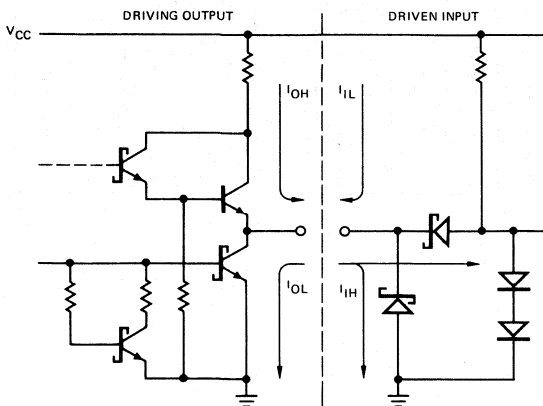 DRIVING OUTPUT
DRIVEN INPUT
VCC
IOH
IIL
IOL
IIH